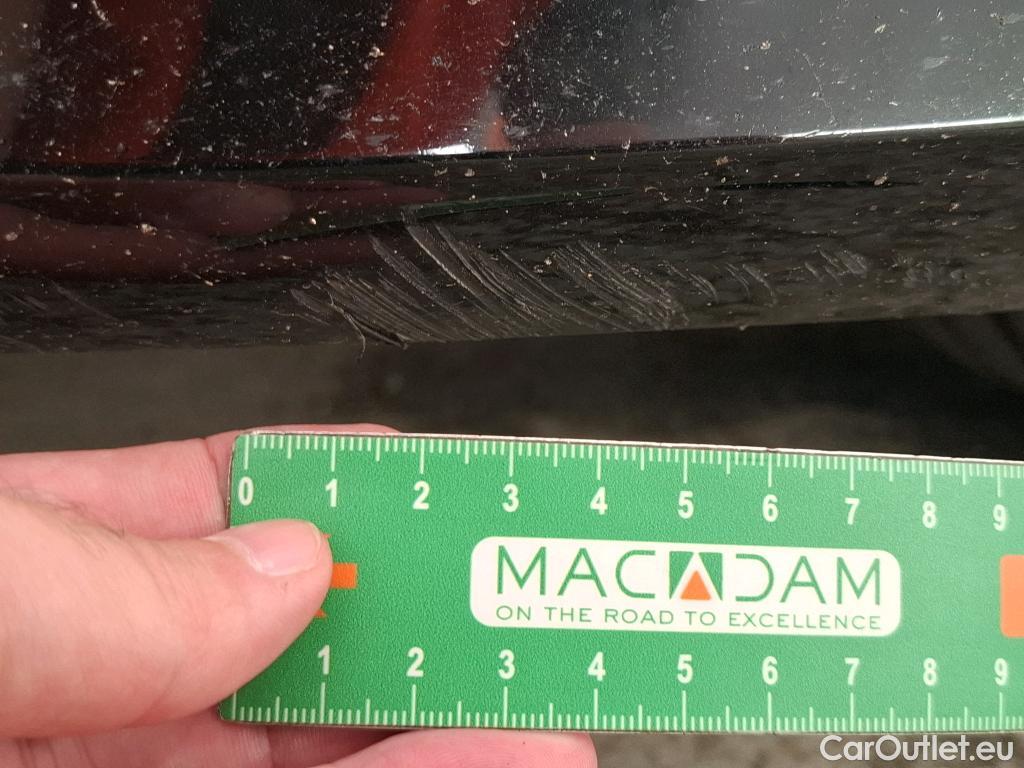 0 1 2 3 4 5 6 7 8 9
MACADAM
ON THE ROAD TO EXCELLENCE
1 2 3 4 5 6 7 8 9
CarOutlet.eu